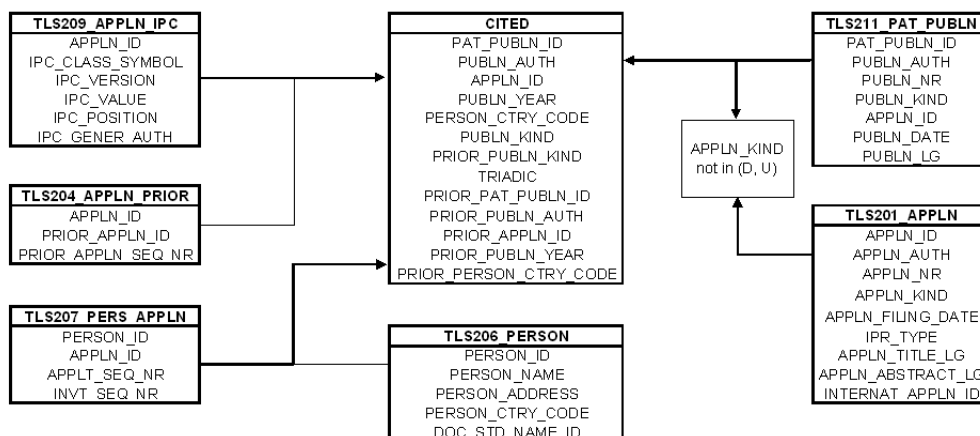 TLS209_APPLN_IPC
APPLN_ID
IPC_CLASS_SYMBOL
IPC_VERSION
IPC_VALUE
IPC_POSITION
IPC_GENER_AUTH
TLS204_APPLN_PRIOR
APPLN_ID
PRIOR_APPLN_ID
PRIOR_APPLN_SEQ_NR
TLS207_PERS_APPLN
PERSON_ID
APPLN_ID
APPLT_SEQ_NR
INVT_SEQ_NR
CITED
PAT_PUBLN_ID
PUBLN_AUTH
APPLN_ID
PUBLN_YEAR
PERSON_CTRY_CODE
PUBLN_KIND
PRIOR_PUBLN_KIND
TRIADIC
PRIOR_PAT_PUBLN_ID
PRIOR_PUBLN_AUTH
PRIOR_APPLN_ID
PRIOR_PUBLN_YEAR
PRIOR_PERSON_CTRY_CODE
TLS206_PERSON
PERSON_ID
PERSON_NAME
PERSON_ADDRESS
PERSON_CTRY_CODE
DOC_STD_NAME_ID
APPLN_KIND
not in (D, U)
TLS211_PAT_PUBLN
PAT_PUBLN_ID
PUBLN_AUTH
PUBLN_NR
PUBLN_KIND
APPLN_ID
PUBLN_DATE
PUBLN_LG
TLS201_APPLN
APPLN_ID
APPLN_AUTH
APPLN_NR
APPLN_KIND
APPLN_FILING_DATE
IPR_TYPE
APPLN_TITLE_LG
APPLN_ABSTRACT_LG
INTERNAT_APPLN_ID